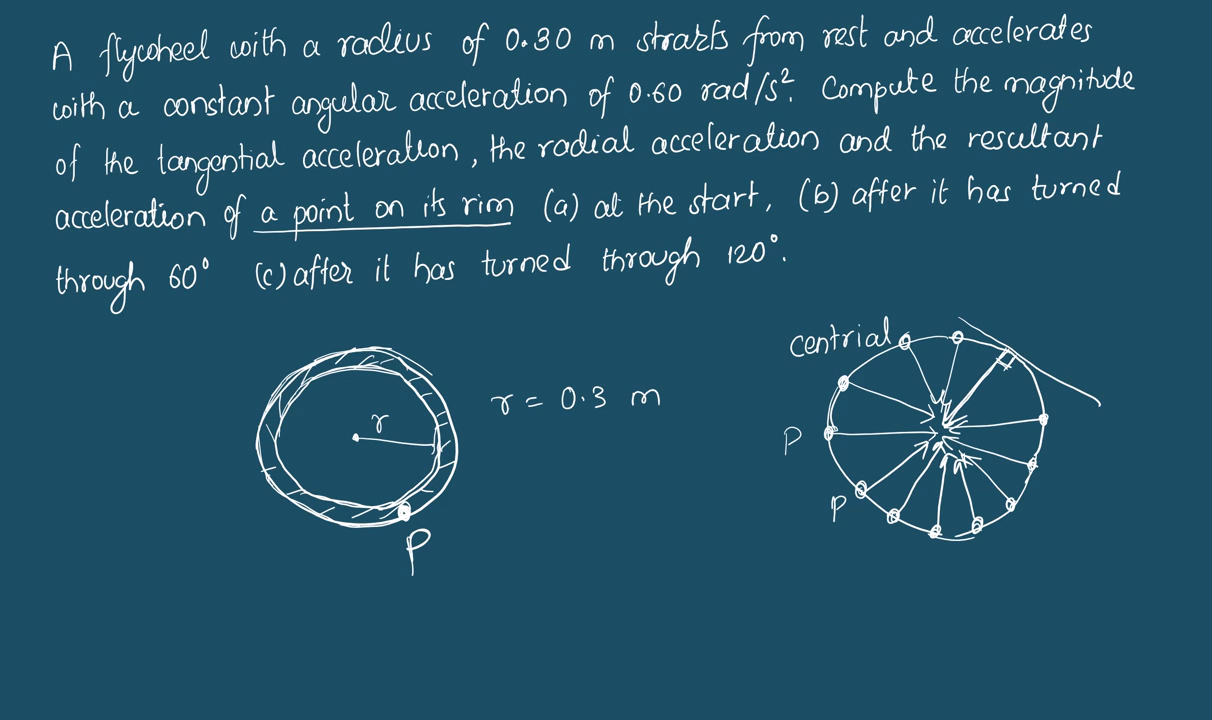 A flywheel with a radius of 0.30 m strarts from rest and accelerates
with a constant angular acceleration of 0.60 rad/s². Compute the magnitude
of the tangential acceleration, the radial acceleration and the resultant
acceleration of a point on its rim (a) at the start, (b) after it has turned
through 60° (c) after it has turned through 120°.
centrial
r
r = 0.3 m
P
P
P